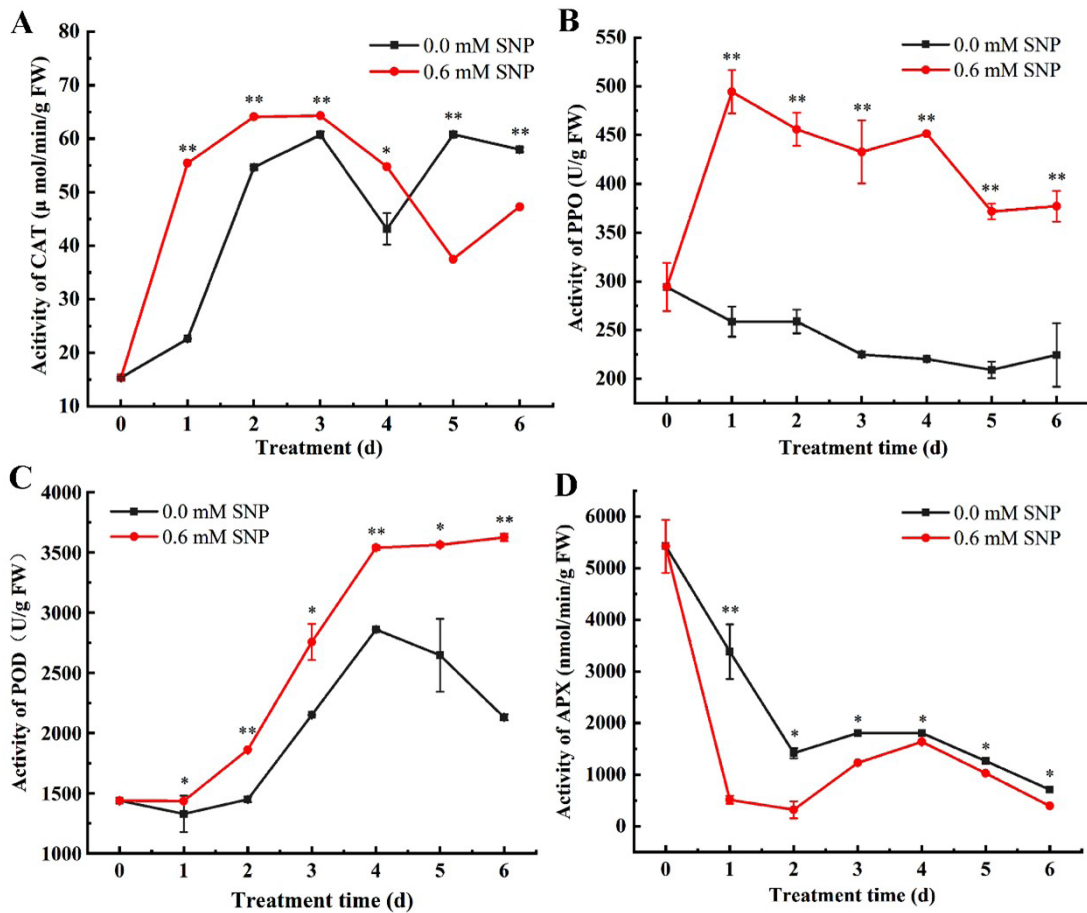 A
0.0 mM SNP
0.6 mM SNP
Acitivity of CAT (μ mol/min/g FW)
80
70
60
50
40
30
20
10
** ** ** * ** **
0 1 2 3 4 5 6
Treatment (d)
B
0.0 mM SNP
0.6 mM SNP
Activity of PPO (U/g FW)
550
500
450
400
350
300
250
200
** ** ** ** ** **
0 1 2 3 4 5 6
Treatment time (d)
C
0.0 mM SNP
0.6 mM SNP
Activity of POD（U/g FW）
4000
3500
3000
2500
2000
1500
1000
* ** * ** * **
0 1 2 3 4 5 6
Treatment time (d)
D
0.0 mM SNP
0.6 mM SNP
Activity of APX (nmol/min/g FW)
6000
5000
4000
3000
2000
1000
0
** * * * * *
0 1 2 3 4 5 6
Treatment time (d)